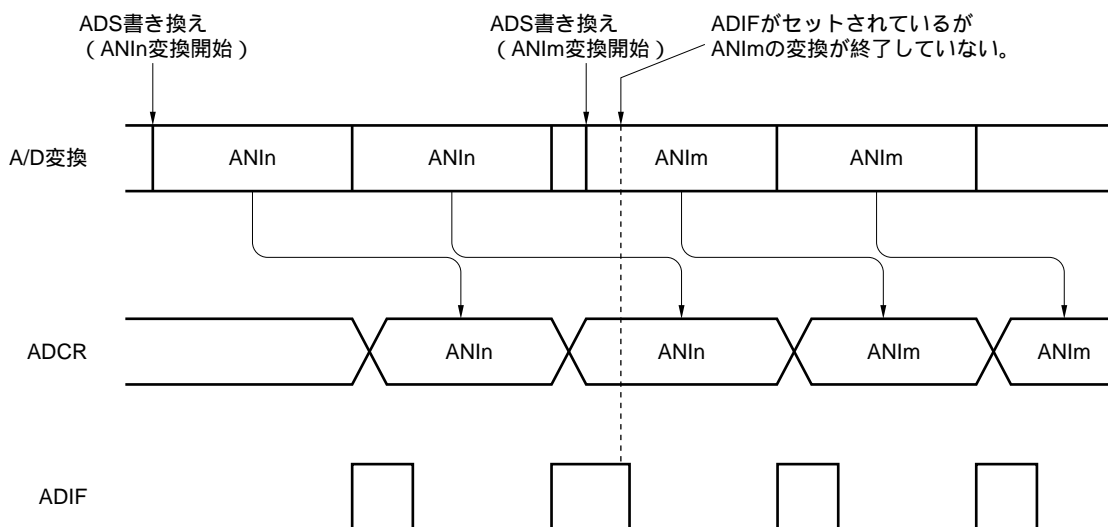 ADS書き換え
（ANIn変換開始）
ADS書き換え
（ANIm変換開始）
ADIFがセットされているが
ANImの変換が終了していない。
A/D変換
ANIn
ANIn
ANIm
ANIm
ADCR
ANIn
ANIn
ANIm
ANIm
ADIF